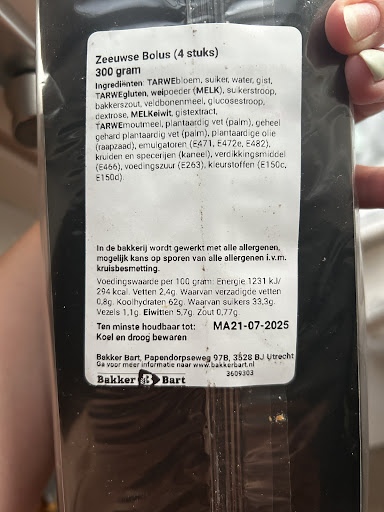 Zeeuwse Bolus (4 stuks)
300 gram
Ingrediënten: TARWEbloem, suiker, water, gist,
TARWEgluten, weipoeder (MELK), suikerstroop,
bakkerszout, veldbonenmeel, glucosestroop,
dextrose, MELKeiwit, gistextract,
TARWEmoutmeel, plantaardig vet (palm), geheel
gehard plantaardig vet (palm), plantaardige olie
(raapzaad), emulgatoren (E471, E472e, E482),
kruiden en specerijen (kaneel), verdikkingsmiddel
(E466), voedingszuur (E263), kleurstoffen (E150c,
E150d).
In de bakkerij wordt gewerkt met alle allergenen,
mogelijk kans op sporen van alle allergenen i.v.m.
kruisbesmetting.
Voedingswaarde per 100 gram: Energie 1231 kJ/
294 kcal. Vetten 2,4g. Waarvan verzadigde vetten
0,8g. Koolhydraten 62g. Waarvan suikers 33,3g.
Vezels 1,1g. Eiwitten 5,7g. Zout 0,77g.
Ten minste houdbaar tot: MA21-07-2025
Koel en droog bewaren
Bakker Bart, Papendorpseweg 97B, 3528 BJ Utrecht
Ga voor meer informatie naar www.bakkerbart.nl
3609303
Bakker B Bart